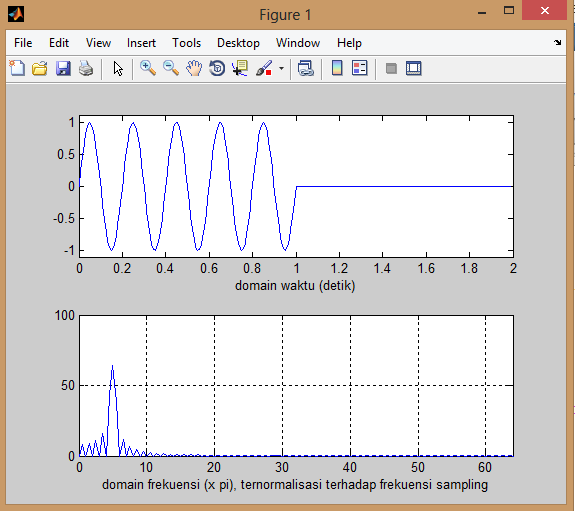 Figure 1
File Edit View Insert Tools Desktop Window Help
1
0.5
0
-0.5
-1
0 0.2 0.4 0.6 0.8 1 1.2 1.4 1.6 1.8 2
domain waktu (detik)
100
50
0
0 10 20 30 40 50 60
domain frekuensi (x pi), ternormalisasi terhadap frekuensi sampling